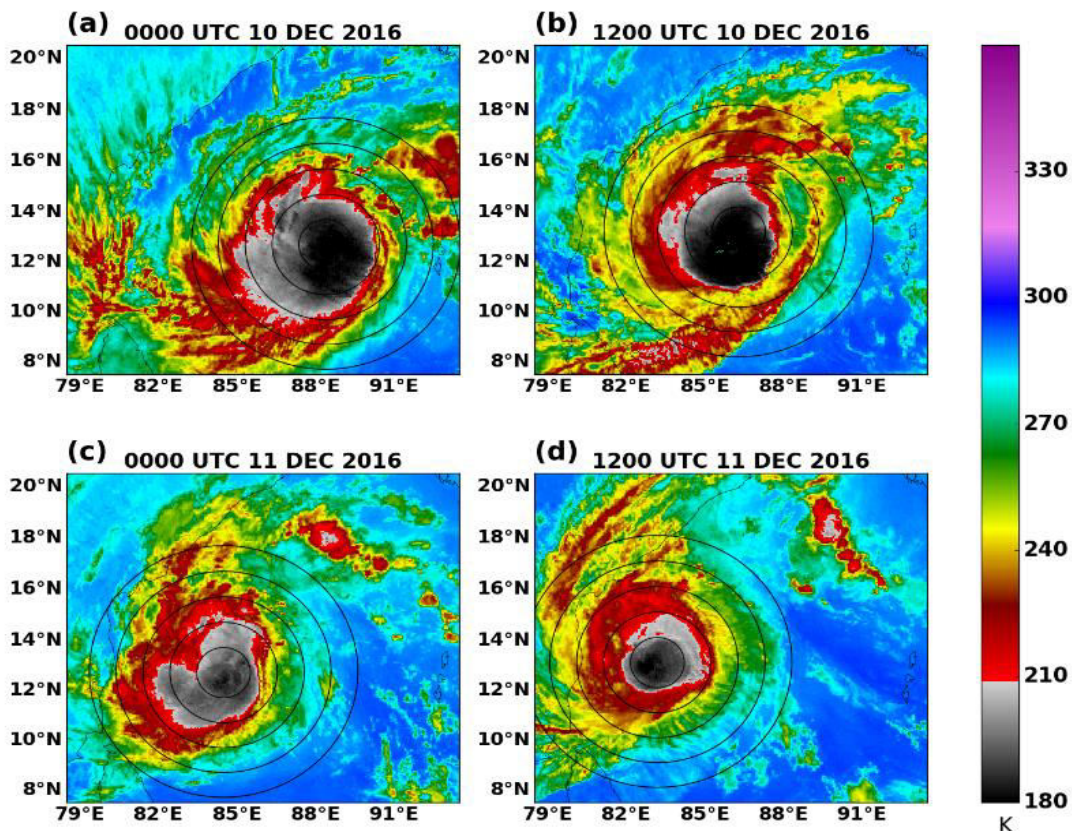 (a) 0000 UTC 10 DEC 2016
20°N
18°N
16°N
14°N
12°N
10°N
8°N
79°E 82°E 85°E 88°E 91°E
(b) 1200 UTC 10 DEC 2016
20°N
18°N
16°N
14°N
12°N
10°N
8°N
79°E 82°E 85°E 88°E 91°E
(c) 0000 UTC 11 DEC 2016
20°N
18°N
16°N
14°N
12°N
10°N
8°N
79°E 82°E 85°E 88°E 91°E
(d) 1200 UTC 11 DEC 2016
20°N
18°N
16°N
14°N
12°N
10°N
8°N
79°E 82°E 85°E 88°E 91°E
330
300
270
240
210
180
K